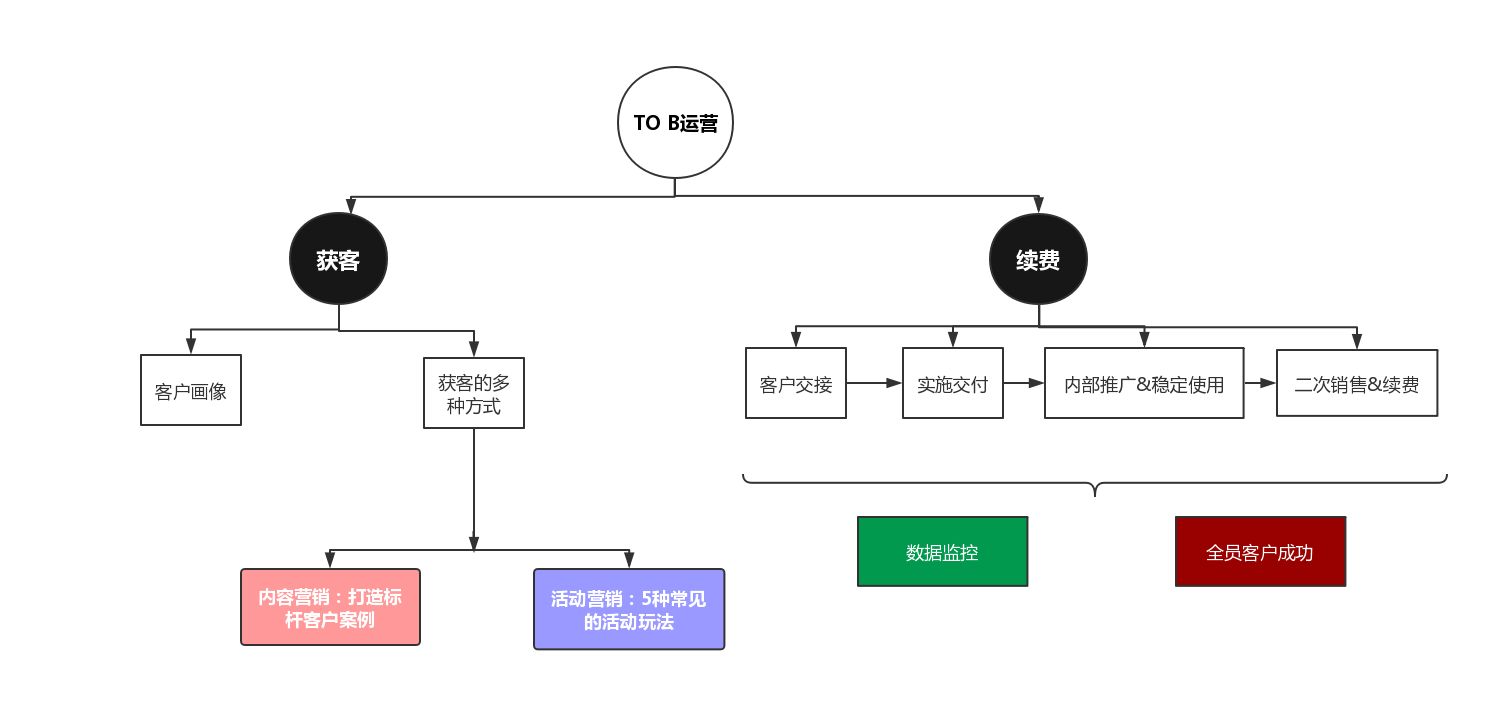 TO B运营
获客
续费
客户画像
获客的多
种方式
客户交接
实施交付
内部推广&稳定使用
二次销售&续费
数据监控
全员客户成功
内容营销：打造标
杆客户案例
活动营销：5种常见
的活动玩法